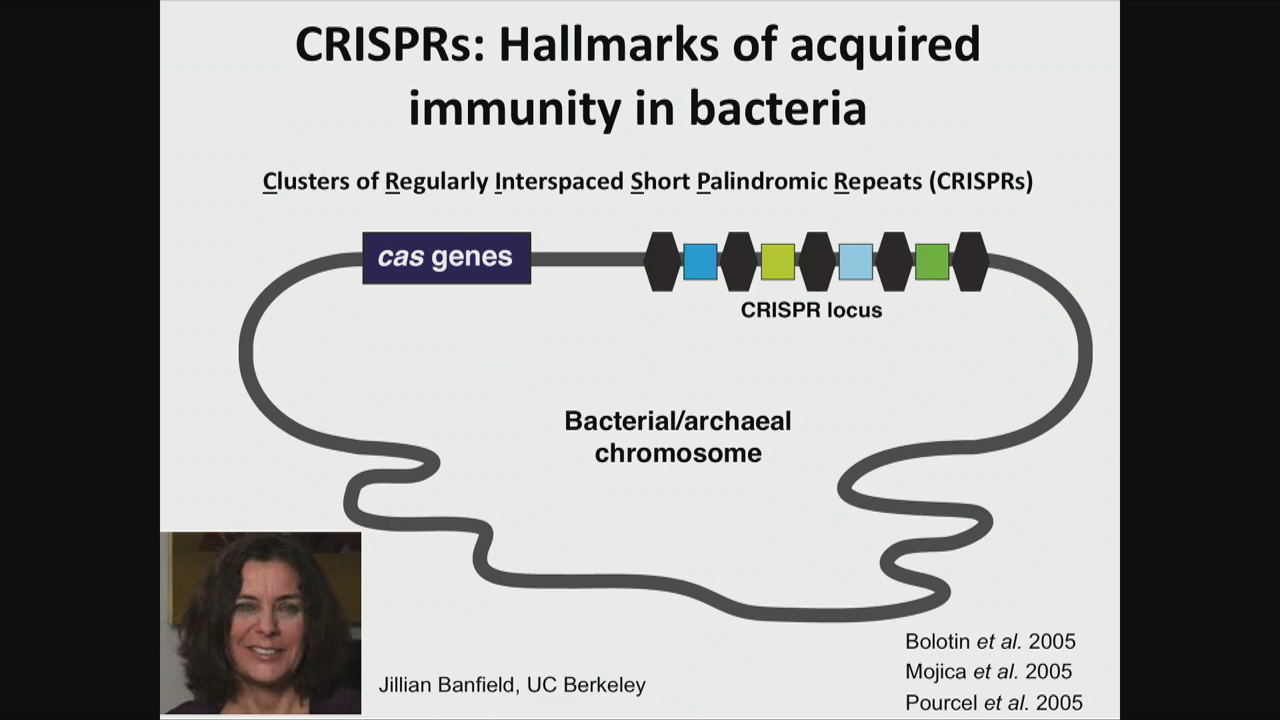 CRISPRs: Hallmarks of acquired
immunity in bacteria
Clusters of Regularly Interspaced Short Palindromic Repeats (CRISPRs)
cas genes
CRISPR locus
Bacterial/archaeal
chromosome
Jillian Banfield, UC Berkeley
Bolotin et al. 2005
Mojica et al. 2005
Pourcel et al. 2005